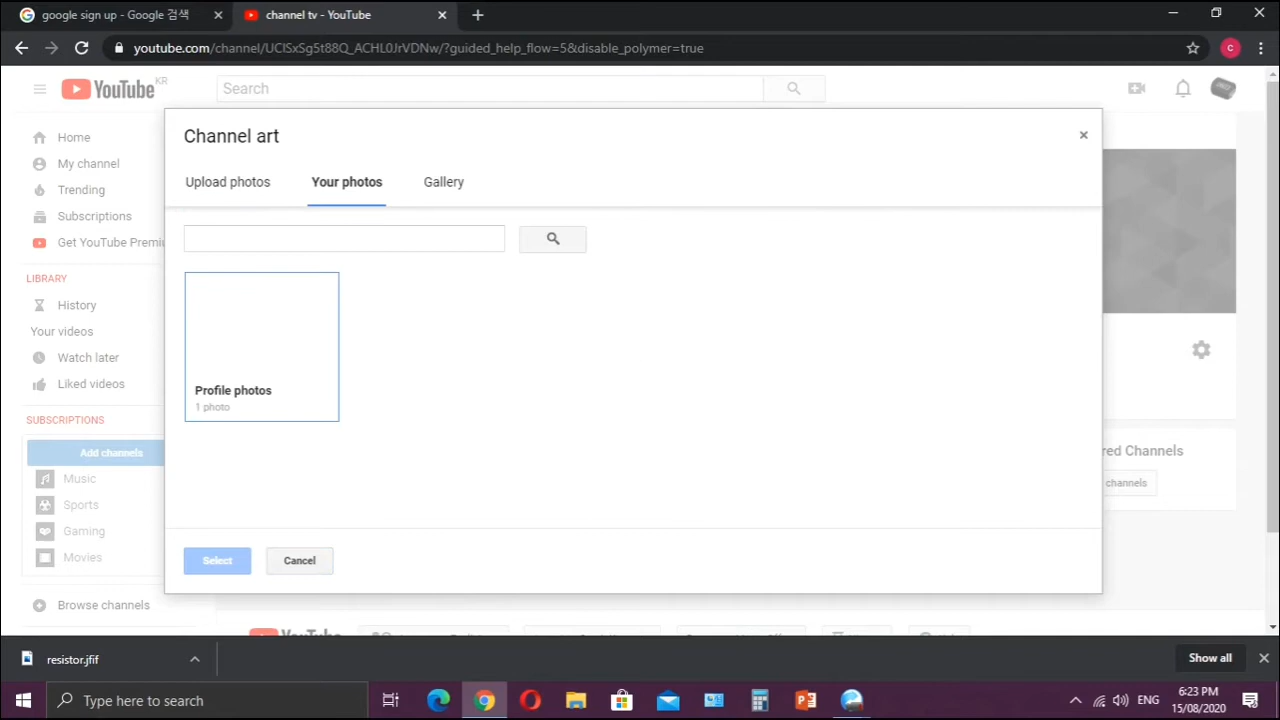 google sign up - Google 검색
channel tv - YouTube
youtube.com/channel/UCISxSg5t88Q_ACHL0JrVDNw/?guided_help_flow=5&disable_polymer=true
C
YouTube KR
Search
Channel art
Home
My channel
Upload photos
Your photos
Gallery
Trending
Subscriptions
Get YouTube Premiu
LIBRARY
History
Your videos
Watch later
Profile photos
Liked videos
1 photo
SUBSCRIPTIONS
Add channels
red Channels
Music
channels
Sports
Gaming
Movies
Select
Cancel
Browse channels
resistor.jfif
Show all
Type here to search
ENG
6:23 PM
15/08/2020